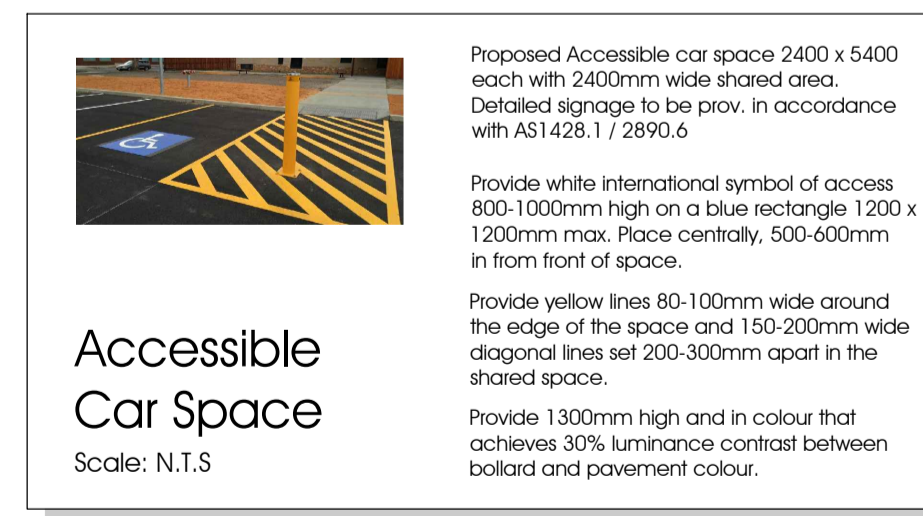 Proposed Accessible car space 2400 x 5400
each with 2400mm wide shared area.
Detailed signage to be prov. in accordance
with AS1428.1 / 2890.6
Provide white international symbol of access
800-1000mm high on a blue rectangle 1200 x
1200mm max. Place centrally, 500-600mm
in from front of space.
Provide yellow lines 80-100mm wide around
the edge of the space and 150-200mm wide
diagonal lines set 200-300mm apart in the
shared space.
Provide 1300mm high and in colour that
achieves 30% luminance contrast between
bollard and pavement colour.
Accessible
Car Space
Scale: N.T.S